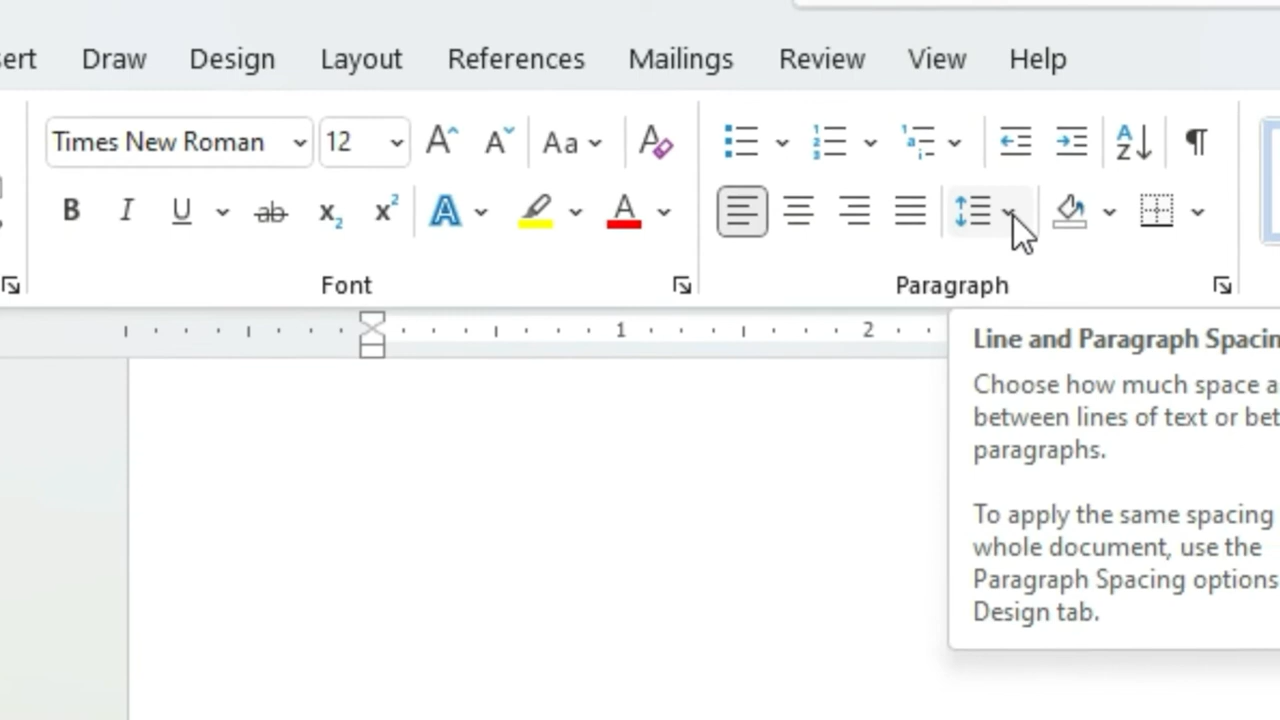 ert Draw Design Layout References Mailings Review View Help
Times New Roman 12 Aa
B I U ab x2 x2 A A
Font Paragraph
1 2
Line and Paragraph Spacin
Choose how much space a
between lines of text or bet
paragraphs.
To apply the same spacing
whole document, use the
Paragraph Spacing options
Design tab.